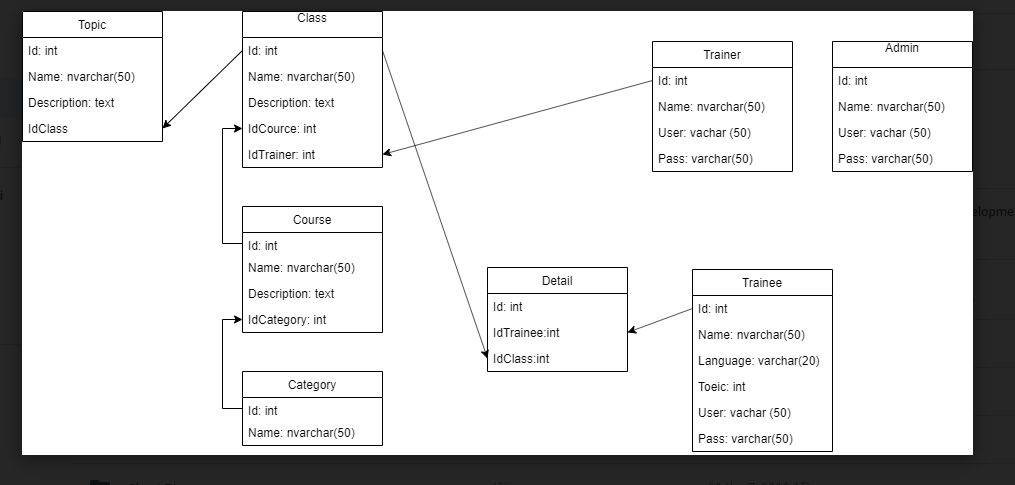 Topic
Id: int
Name: nvarchar(50)
Description: text
IdClass
Class
Id: int
Name: nvarchar(50)
Description: text
IdCource: int
IdTrainer: int
Trainer
Id: int
Name: nvarchar(50)
User: vachar (50)
Pass: varchar(50)
Admin
Id: int
Name: nvarchar(50)
User: vachar (50)
Pass: varchar(50)
Course
Id: int
Name: nvarchar(50)
Description: text
IdCategory: int
Detail
Id: int
IdTrainee:int
IdClass:int
Trainee
Id: int
Name: nvarchar(50)
Language: varchar(20)
Toeic: int
User: vachar (50)
Pass: varchar(50)
Category
Id: int
Name: nvarchar(50)
elopme